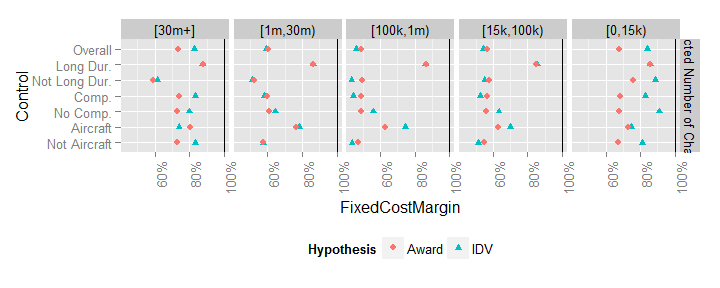 [30m+] [1m,30m) [100k,1m) [15k,100k) [0,15k)
Control
Overall
Long Dur.
Not Long Dur.
Comp.
No Comp.
Aircraft
Not Aircraft
Number of
60% 80% 100% 60% 80% 100% 60% 80% 100% 60% 80% 100% 60% 80% 100%
FixedCostMargin
Hypothesis Award IDV